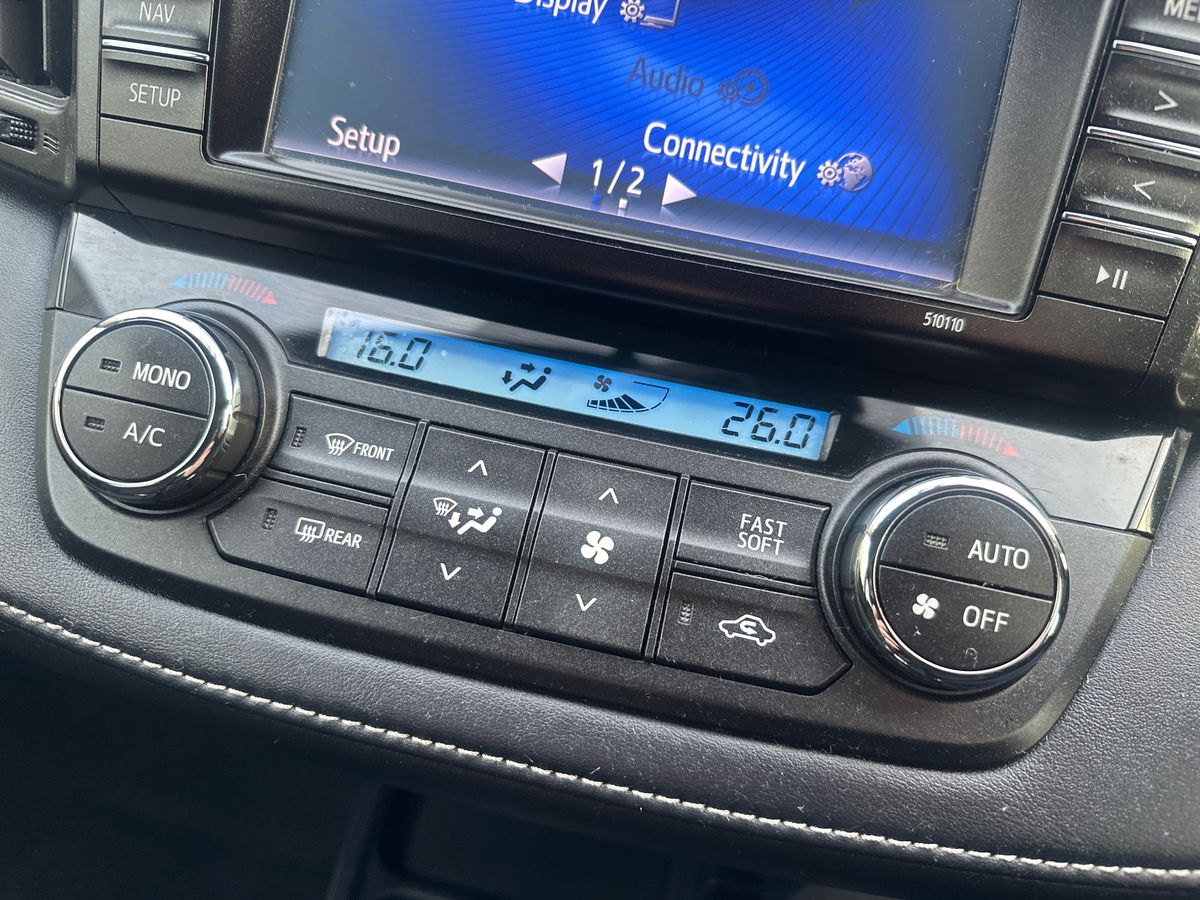 NAV
SETUP
Display
Audio
Setup
Connectivity
1/2
510110
16.0
26.0
MONO
A/C
FRONT
REAR
FAST
SOFT
AUTO
OFF